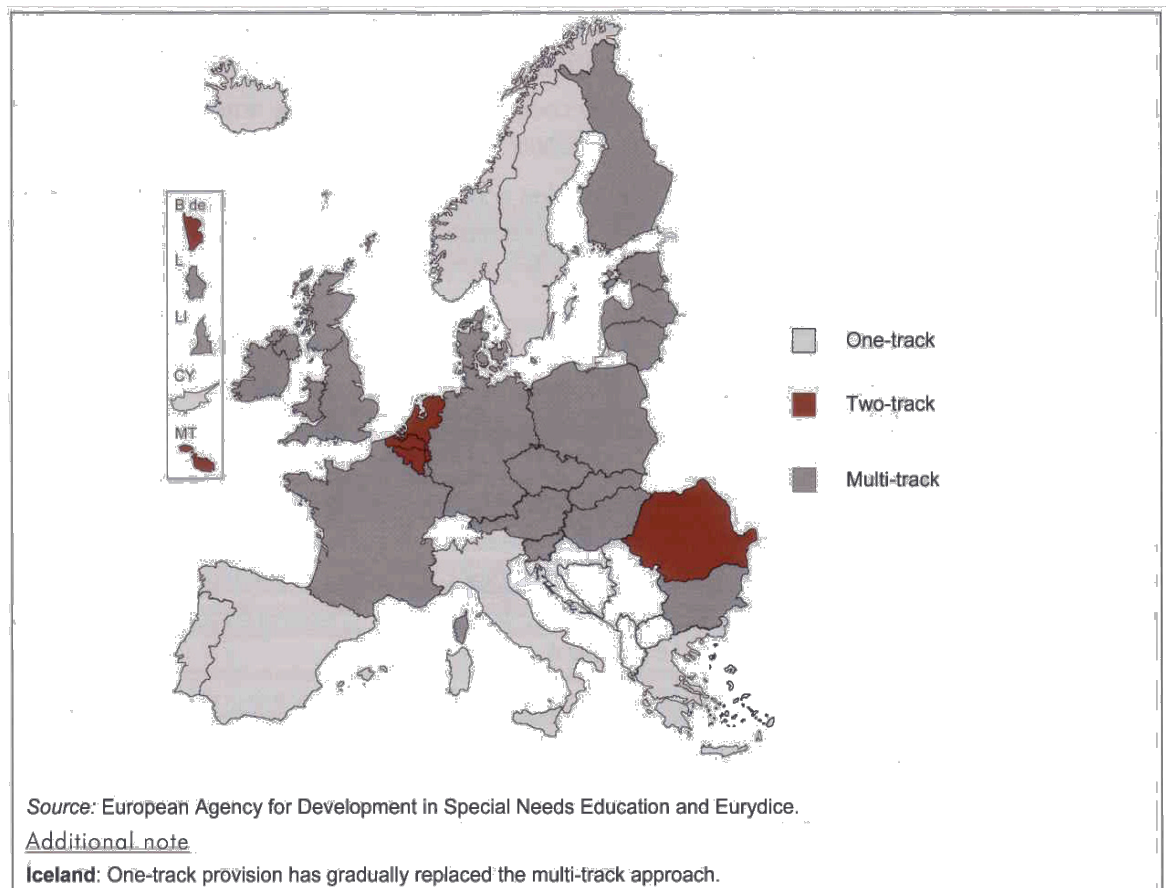 B de
L
LI
CY
MT
One-track
Two-track
Multi-track
Source: European Agency for Development in Special Needs Education and Eurydice.
Additional note
Iceland: One-track provision has gradually replaced the multi-track approach.